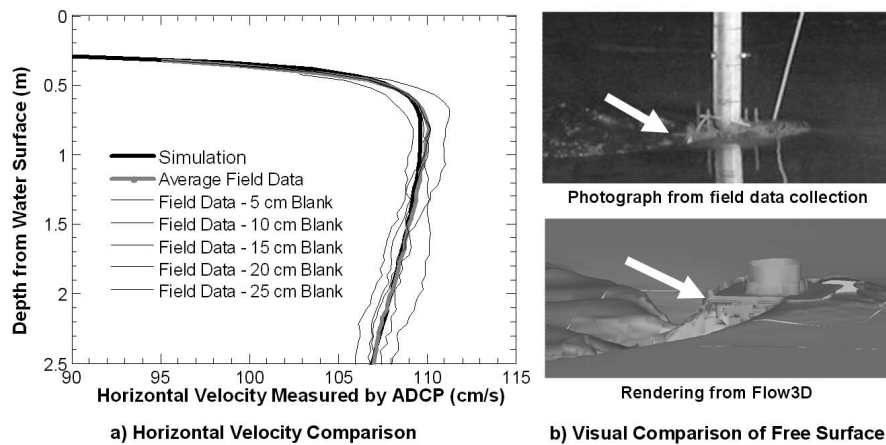 0
0.5
1
1.5
2
2.5
Depth from Water Surface (m)
Simulation
Average Field Data
Field Data - 5 cm Blank
Field Data - 10 cm Blank
Field Data - 15 cm Blank
Field Data - 20 cm Blank
Field Data - 25 cm Blank
90 95 100 105 110 115
Horizontal Velocity Measured by ADCP (cm/s)
a) Horizontal Velocity Comparison
Photograph from field data collection
Rendering from Flow3D
b) Visual Comparison of Free Surface